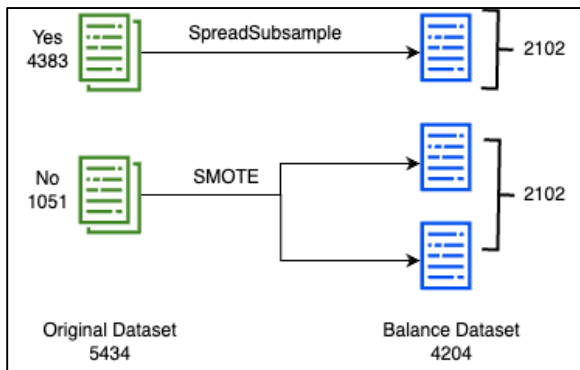 Yes
4383
SpreadSubsample
2102
No
1051
SMOTE
2102
Original Dataset
5434
Balance Dataset
4204